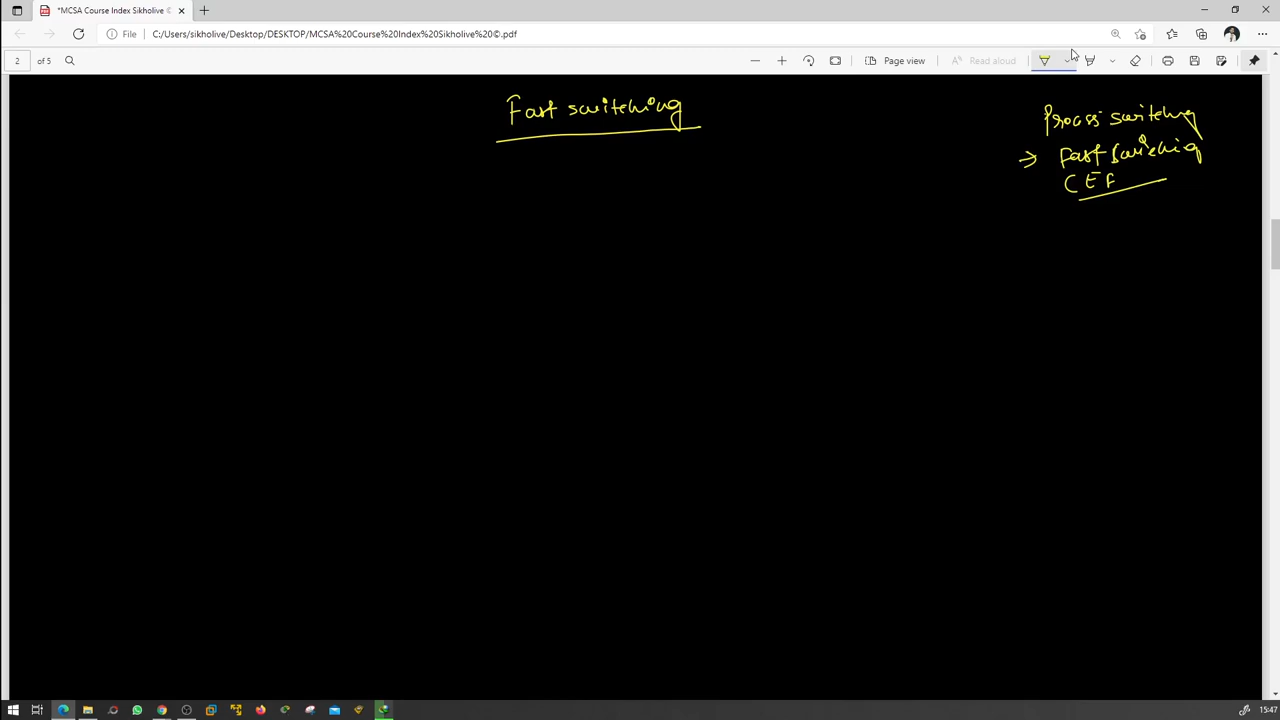 *MCSA Course Index Sikholive ©
File C:/Users/sikholive/Desktop/DESKTOP/MCSA%20Course%20Index%20Sikholive%20©.pdf
2 of 5 Page view Read aloud
Fast switching
Process switching
→ Fast switching
CEF
15:47